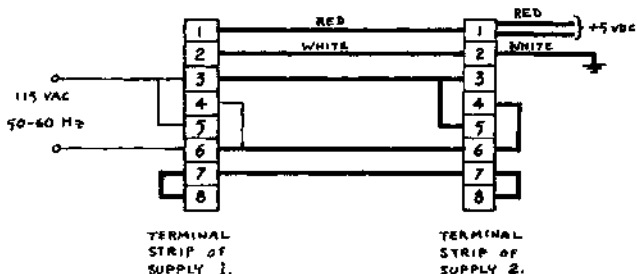 RED
RED
1
1
+5 VDC
WHITE
WHITE
2
2
3
3
115 VAC
4
4
50-60 Hz
5
5
6
6
7
7
8
8
TERMINAL STRIP OF SUPPLY 1.
TERMINAL STRIP OF SUPPLY 2.